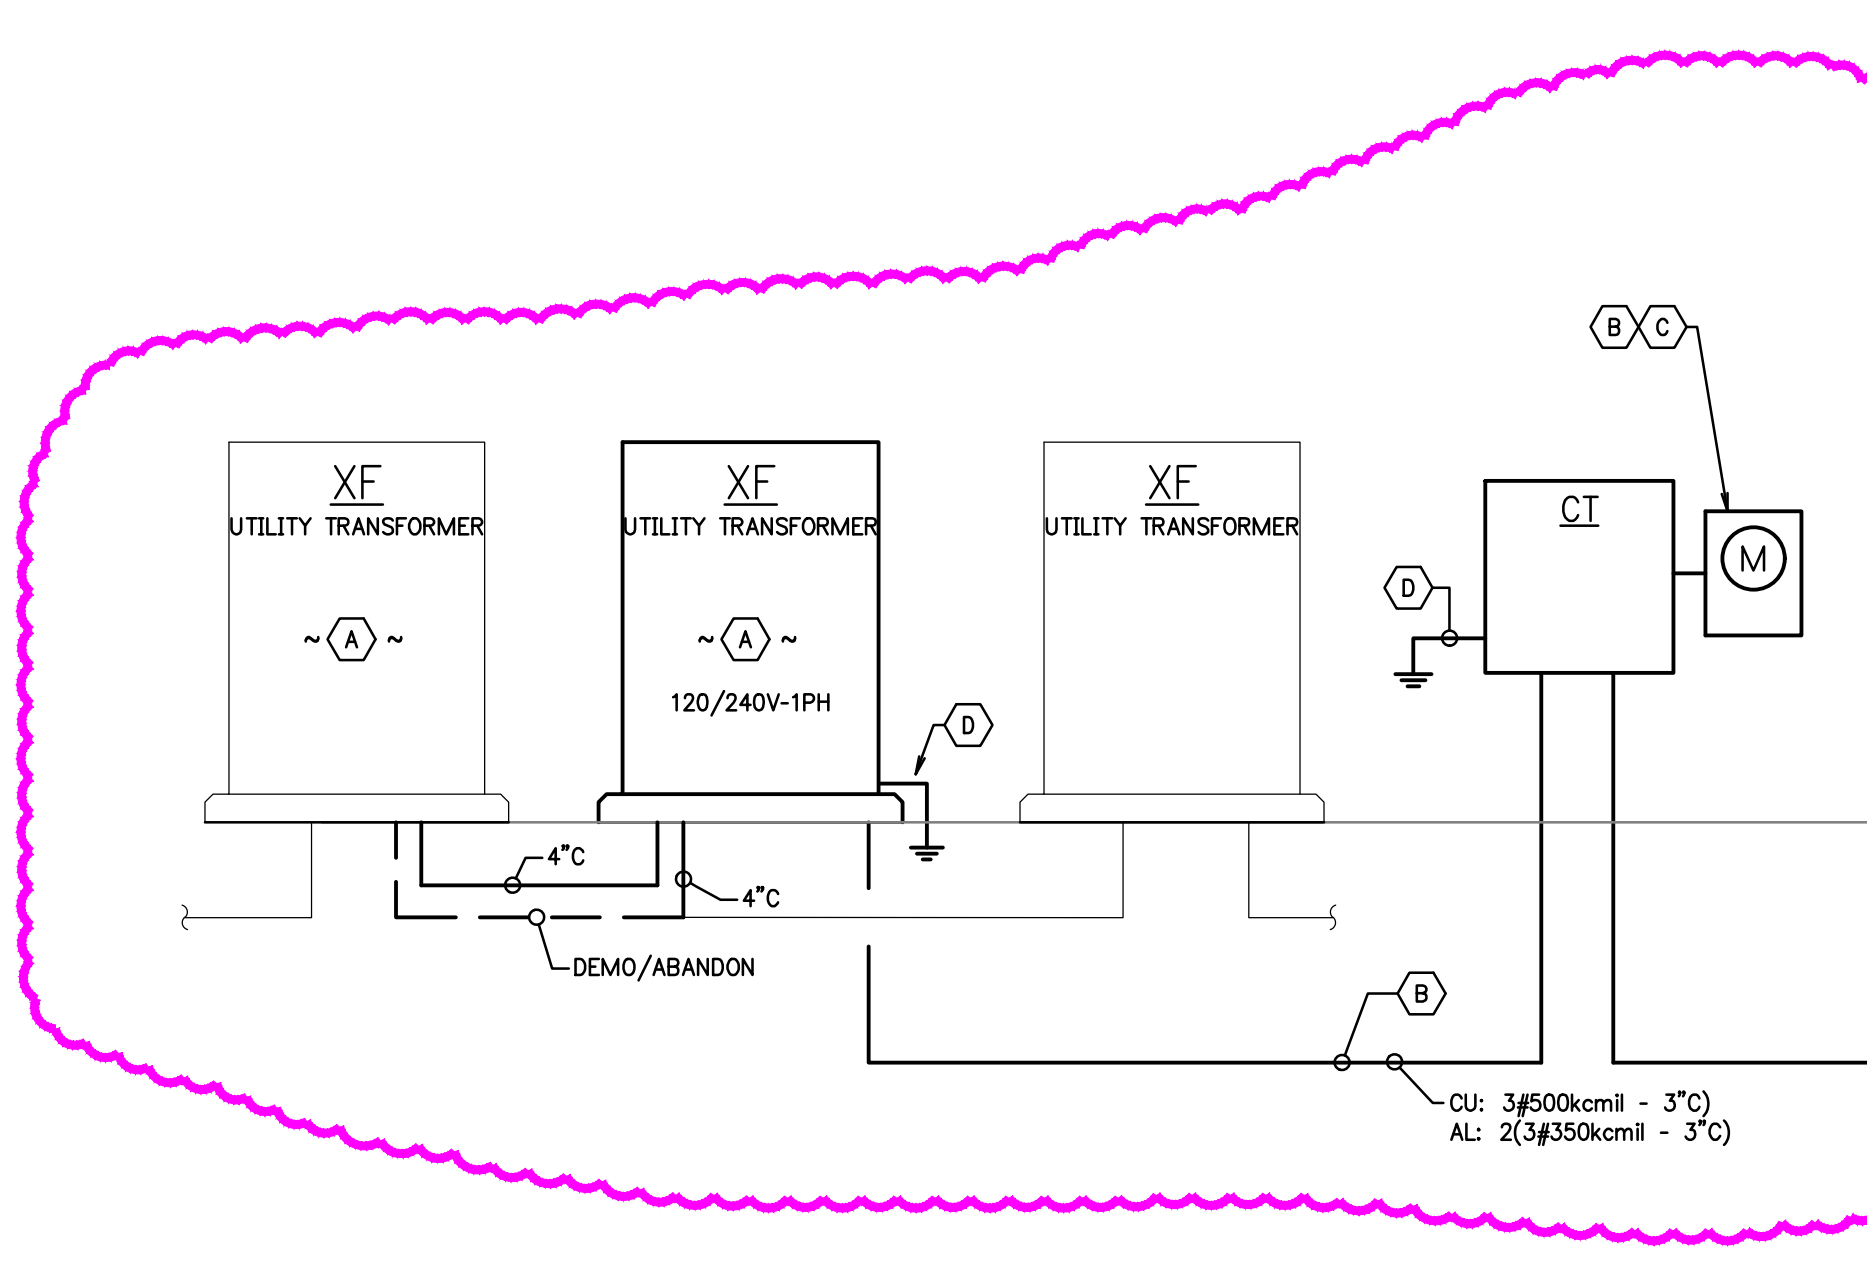 B C
XF
UTILITY TRANSFORMER
~ A ~
XF
UTILITY TRANSFORMER
~ A ~
120/240V-1PH
D
XF
UTILITY TRANSFORMER
CT
M
D
4"C
4"C
DEMO/ABANDON
B
CU: 3#500kcmil - 3"C)
AL: 2(3#350kcmil - 3"C)